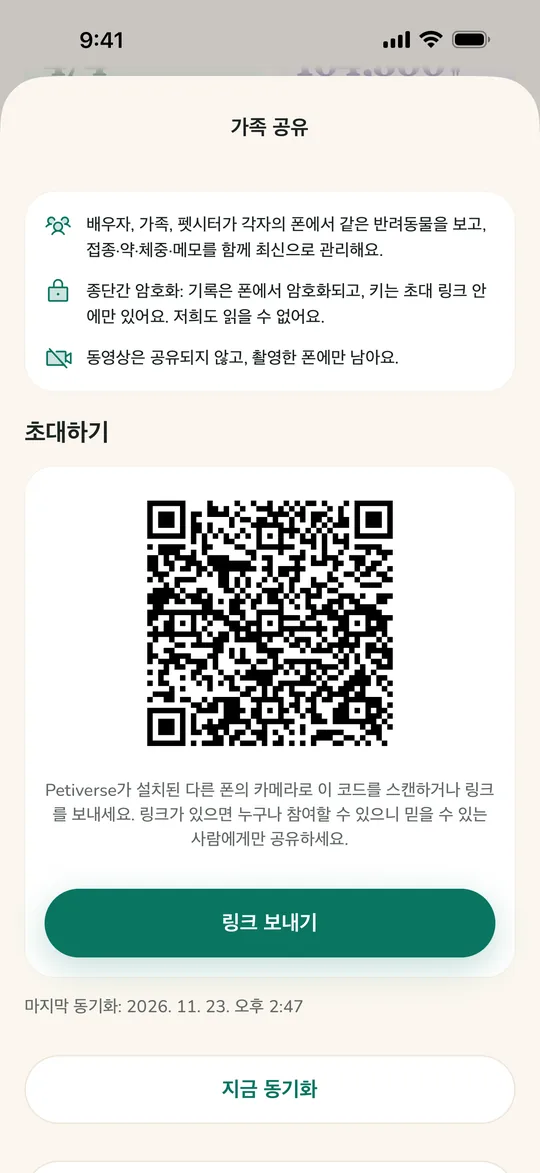 9:41
가족 공유
배우자, 가족, 펫시터가 각자의 폰에서 같은 반려동물을 보고,
접종·약·체중·메모를 함께 최신으로 관리해요.
종단간 암호화: 기록은 폰에서 암호화되고, 키는 초대 링크 안
에만 있어요. 저희도 읽을 수 없어요.
동영상은 공유되지 않고, 촬영한 폰에만 남아요.
초대하기
Petiverse가 설치된 다른 폰의 카메라로 이 코드를 스캔하거나 링크
를 보내세요. 링크가 있으면 누구나 참여할 수 있으니 믿을 수 있는
사람에게만 공유하세요.
링크 보내기
마지막 동기화: 2026. 11. 23. 오후 2:47
지금 동기화